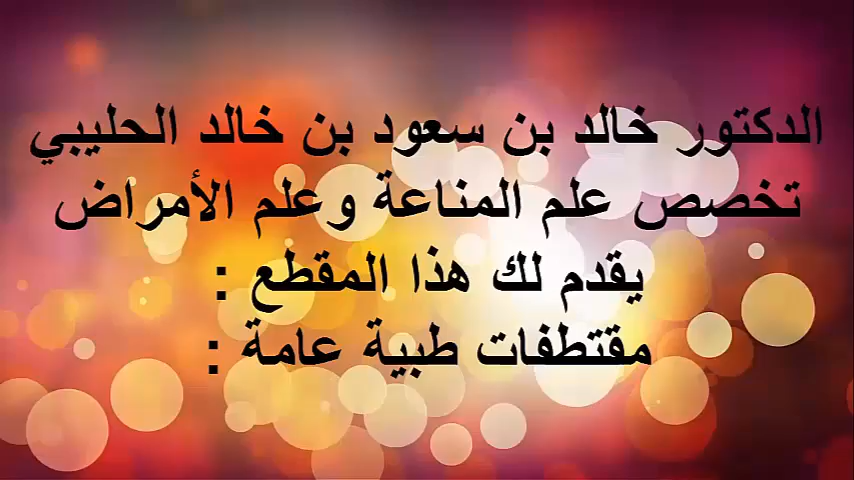 الدكتور خالد بن سعود بن خالد الحليبي
تخصص علم المناعة وعلم الأمراض
يقدم لك هذا المقطع :
مقتطفات طبية عامة :